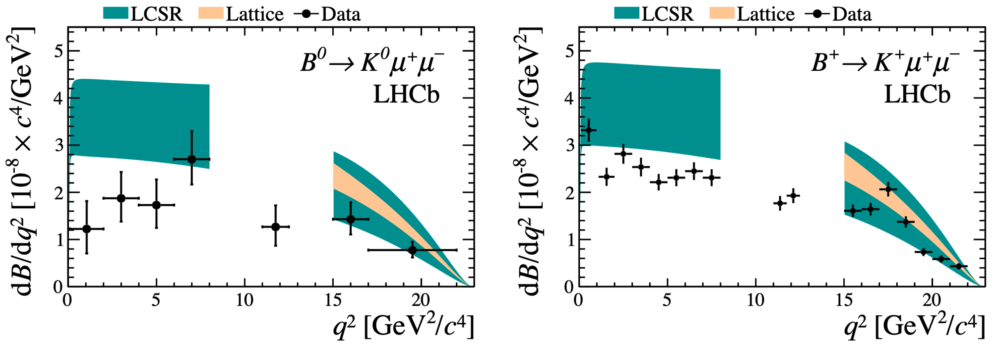 LCSR Lattice Data
dB/dq² [10⁻⁸ × c⁴/GeV²]
5
4
3
2
1
0
B⁰ → K⁰μ⁺μ⁻
LHCb
0 5 10 15 20
q² [GeV²/c⁴]
LCSR Lattice Data
dB/dq² [10⁻⁸ × c⁴/GeV²]
5
4
3
2
1
0
B⁺ → K⁺μ⁺μ⁻
LHCb
0 5 10 15 20
q² [GeV²/c⁴]